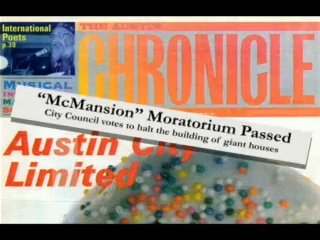 International
Poets
p.38
THE AUSTIN
CHRONICLE
MUSICAL
"McMansion" Moratorium Passed
City Council votes to halt the building of giant houses
Austin City
Limited